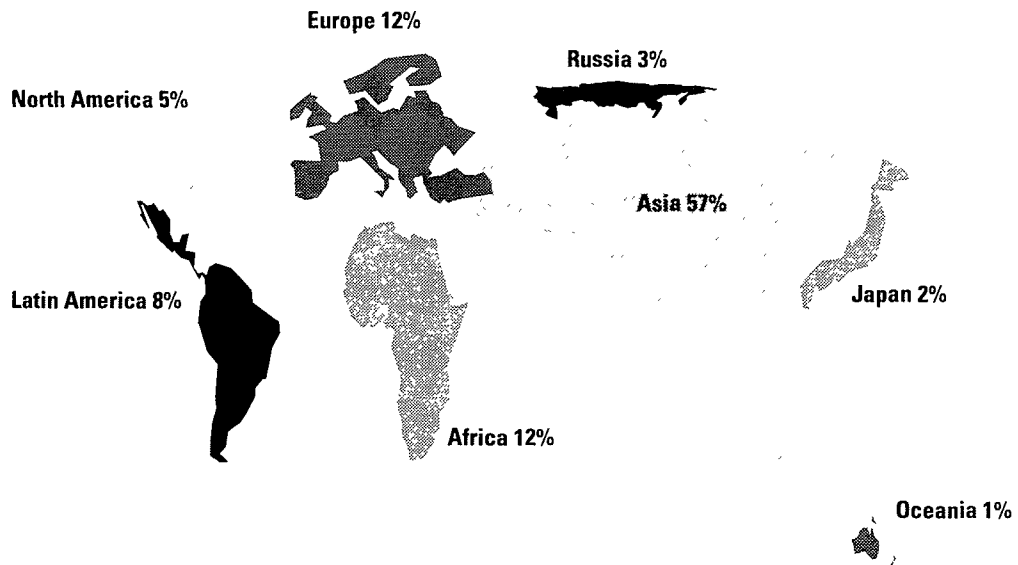 Europe 12%
Russia 3%
North America 5%
Asia 57%
Latin America 8%
Japan 2%
Africa 12%
Oceania 1%